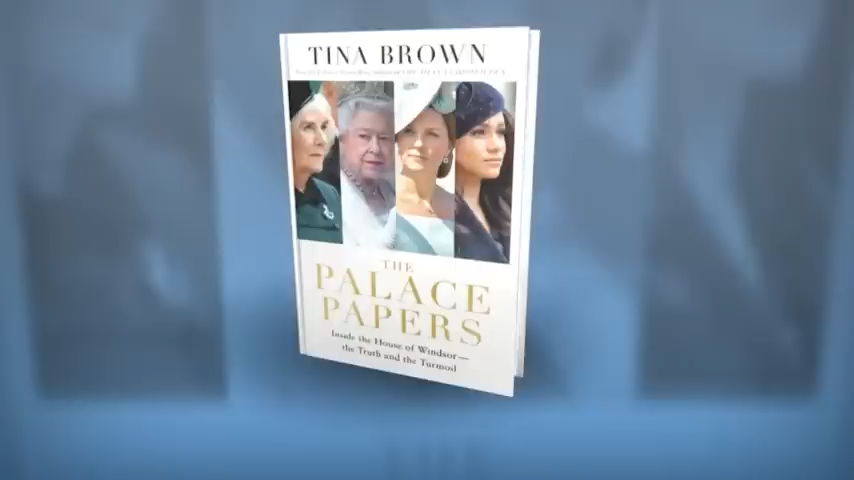 TINA BROWN
THE
PALACE
PAPERS
Inside the House of Windsor—
the Truth and the Turmoil